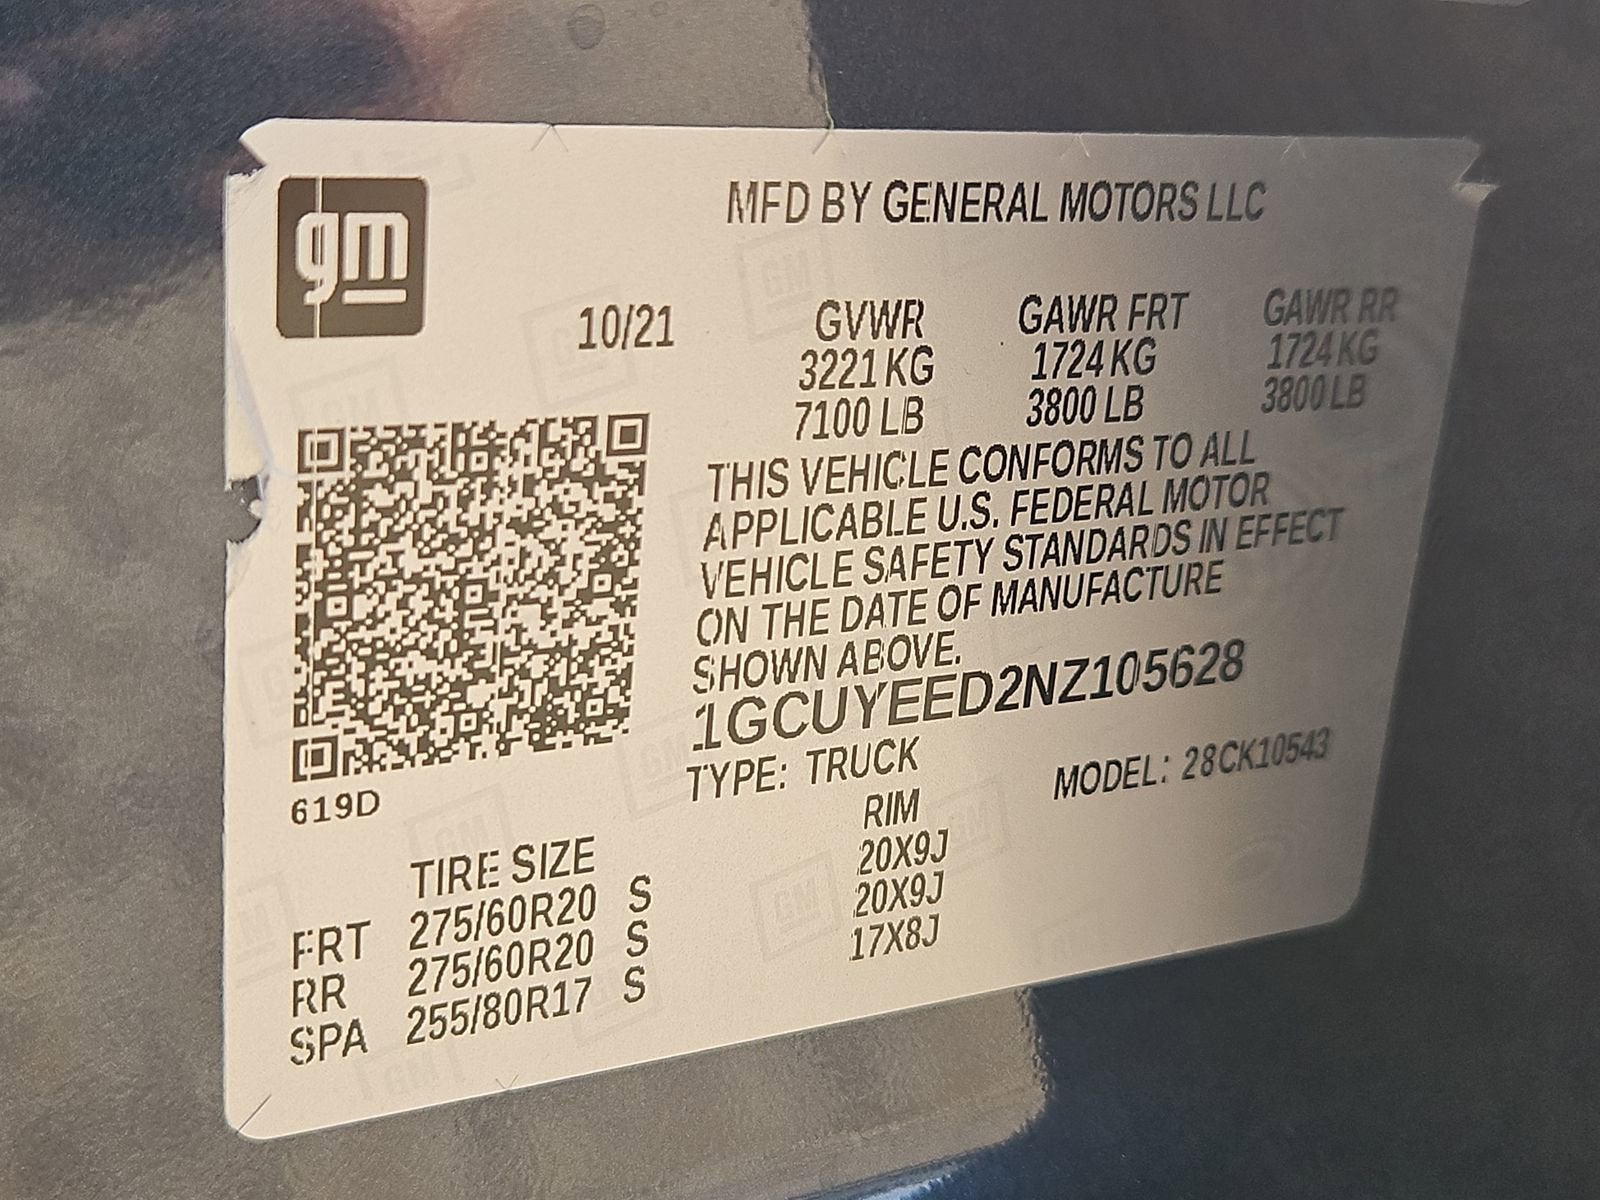 gm
MFD BY GENERAL MOTORS LLC
10/21 GVWR GAWR FRT GAWR RR
3221 KG 1724 KG 1724 KG
7100 LB 3800 LB 3800 LB
THIS VEHICLE CONFORMS TO ALL
APPLICABLE U.S. FEDERAL MOTOR
VEHICLE SAFETY STANDARDS IN EFFECT
ON THE DATE OF MANUFACTURE
SHOWN ABOVE.
1GCUYEED2NZ105628
TYPE: TRUCK MODEL: 28CK10543
619D
TIRE SIZE RIM
FRT 275/60R20 S 20X9J
RR 275/60R20 S 20X9J
SPA 255/80R17 S 17X8J